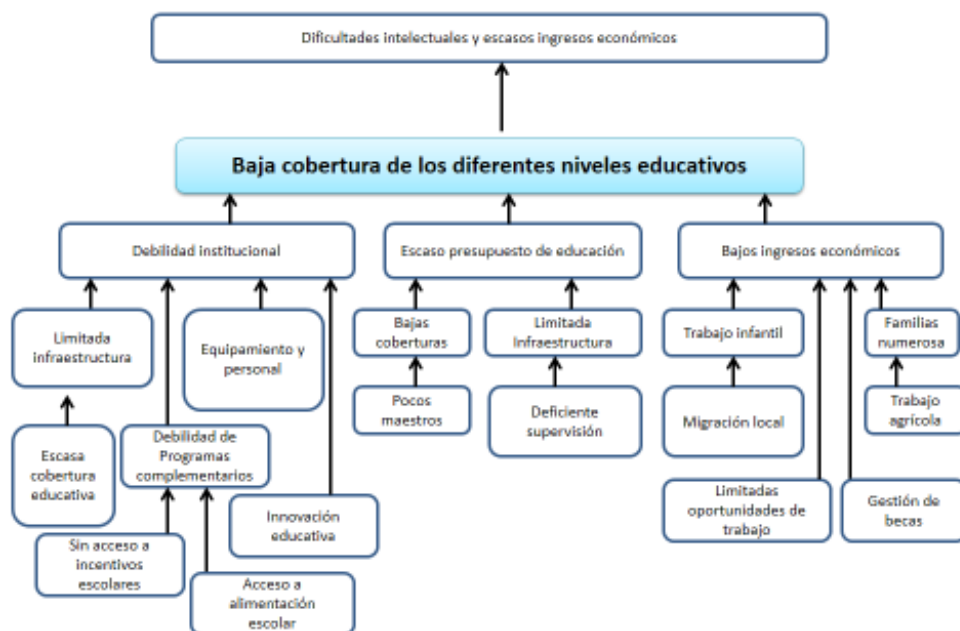 Dificultades intelectuales y escasos ingresos económicos
Baja cobertura de los diferentes niveles educativos
Debilidad institucional
Escaso presupuesto de educación
Bajos ingresos económicos
Limitada
infraestructura
Equipamiento y
personal
Bajas
coberturas
Limitada
Infraestructura
Trabajo infantil
Familias
numerosa
Escasa
cobertura
educativa
Debilidad de
Programas
complementarios
Pocos
maestros
Deficiente
supervisión
Migración local
Trabajo
agrícola
Sin acceso a
incentivos
escolares
Innovación
educativa
Limitadas
oportunidades de
trabajo
Gestión de
becas
Acceso a
alimentación
escolar